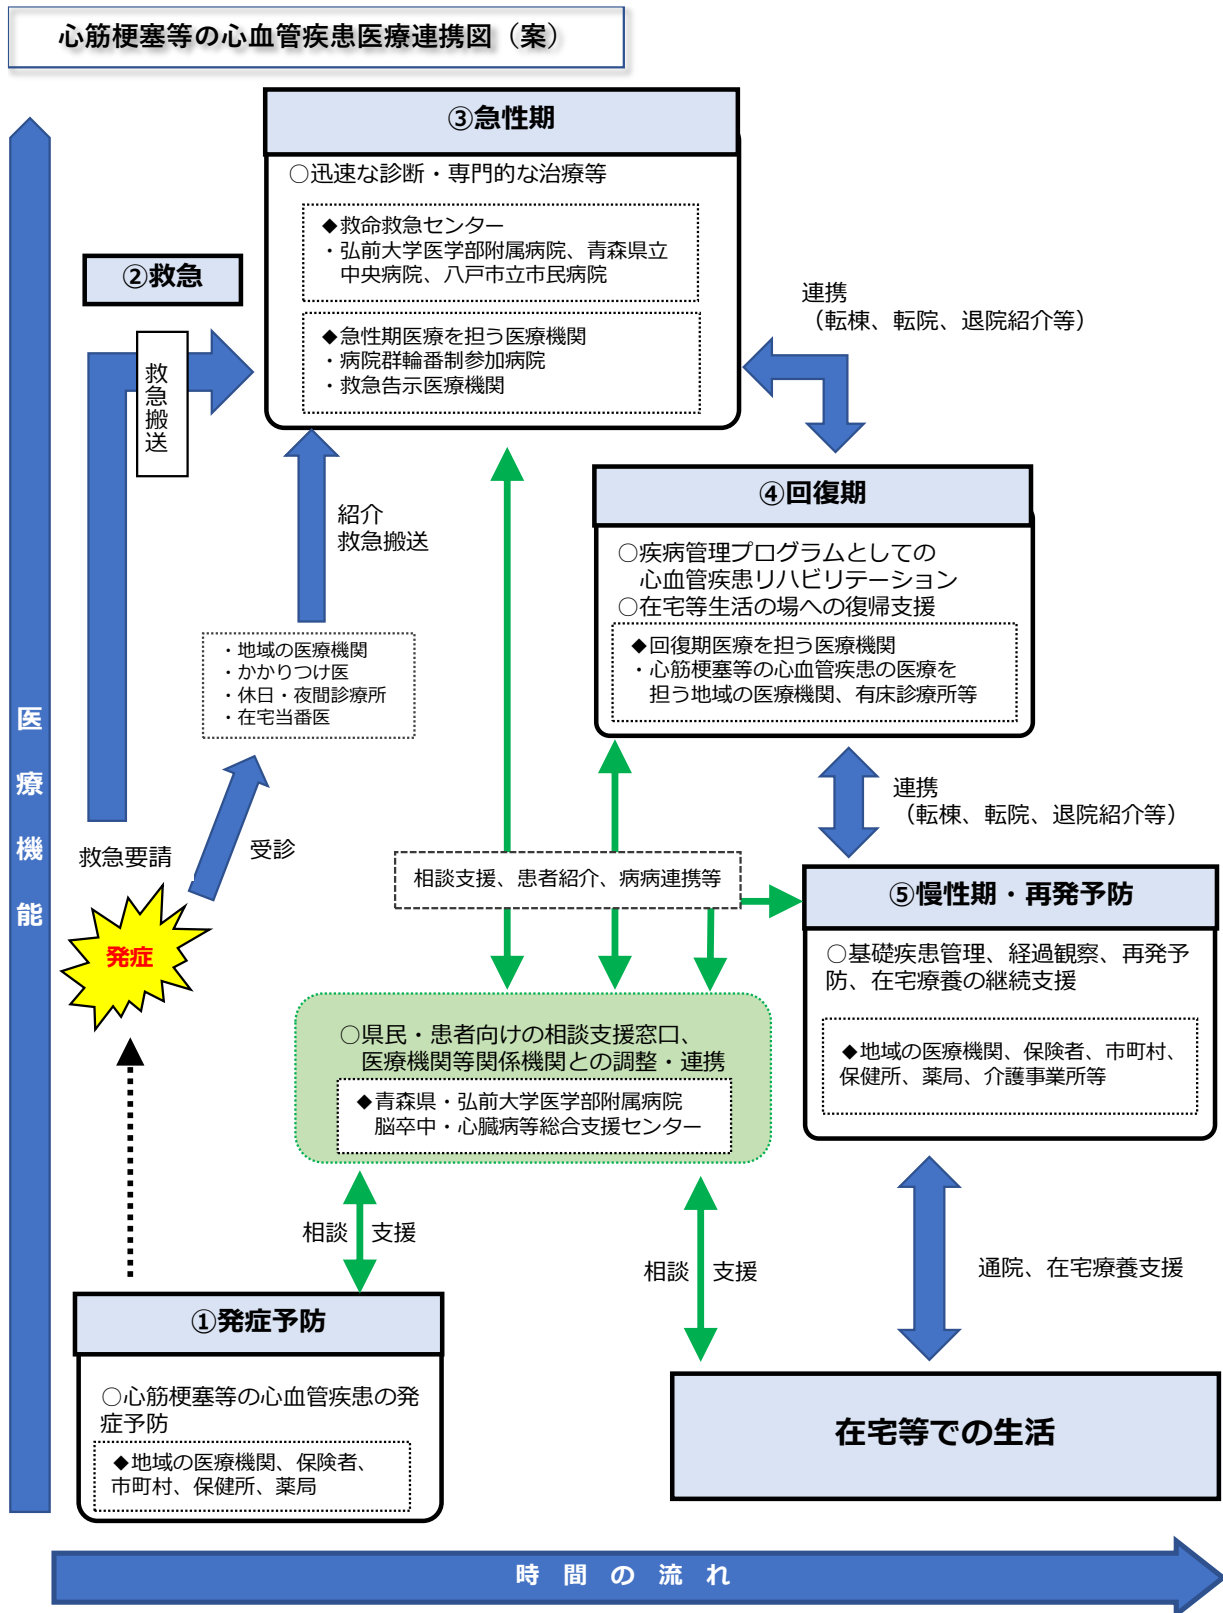 心筋梗塞等の心血管疾患医療連携図（案）
③急性期
○迅速な診断・専門的な治療等
◆救命救急センター
・弘前大学医学部附属病院、青森県立
中央病院、八戸市立市民病院
◆急性期医療を担う医療機関
・病院群輪番制参加病院
・救急告示医療機関
②救急
救急搬送
連携
（転棟、転院、退院紹介等）
紹介
救急搬送
④回復期
○疾病管理プログラムとしての
心血管疾患リハビリテーション
○在宅等生活の場への復帰支援
◆回復期医療を担う医療機関
・心筋梗塞等の心血管疾患の医療を
担う地域の医療機関、有床診療所等
・地域の医療機関
・かかりつけ医
・休日・夜間診療所
・在宅当番医
医療機能
連携
（転棟、転院、退院紹介等）
救急要請
受診
発症
相談支援、患者紹介、病病連携等
⑤慢性期・再発予防
○基礎疾患管理、経過観察、再発予
防、在宅療養の継続支援
◆地域の医療機関、保険者、市町村、
保健所、薬局、介護事業所等
○県民・患者向けの相談支援窓口、
医療機関等関係機関との調整・連携
◆青森県・弘前大学医学部附属病院
脳卒中・心臓病等総合支援センター
相談 支援
相談 支援
通院、在宅療養支援
①発症予防
○心筋梗塞等の心血管疾患の発
症予防
◆地域の医療機関、保険者、
市町村、保健所、薬局
在宅等での生活
時間の流れ